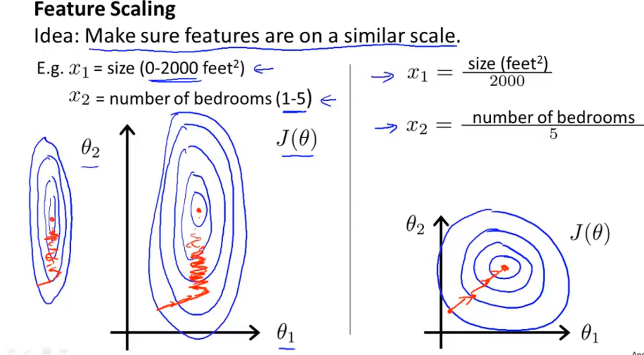 Feature Scaling
Idea: Make sure features are on a similar scale.
E.g. x₁ = size (0-2000 feet²)
x₂ = number of bedrooms (1-5)
x₁ = size (feet²) / 2000
x₂ = number of bedrooms / 5
θ₂
J(θ)
θ₁
θ₂
J(θ)
θ₁